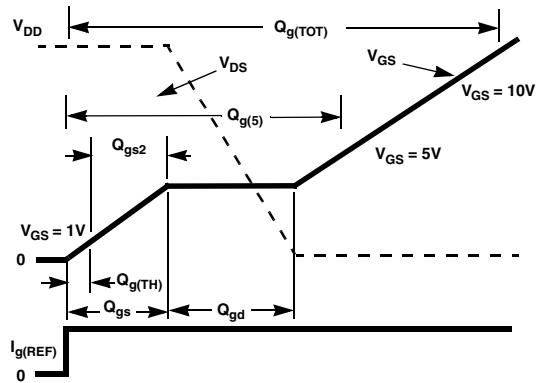 V_DD
Q_g(TOT)
V_DS
V_GS
V_GS = 10V
Q_g(5)
Q_gs2
V_GS = 5V
V_GS = 1V
0
Q_g(TH)
Q_gs
Q_gd
I_g(REF)
0